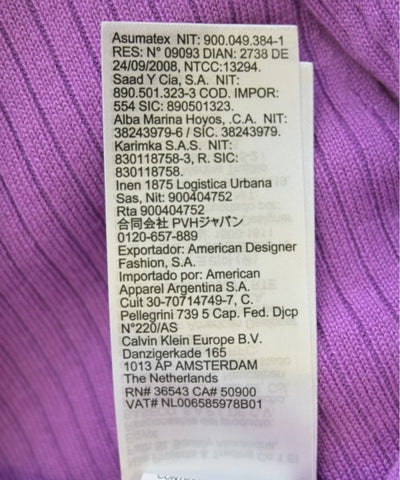 Asumatex NIT: 900.049.384-1
RES: N° 09093 DIAN: 2738 DE
24/09/2008, NTCC:13294.
Saad Y Cía, S.A. NIT:
890.501.323-3 COD. IMPOR:
554 SIC: 890501323.
Alba Marina Hoyos, .C.A. NIT:
38243979-6 / SIC. 38243979.
Karimka S.A.S. NIT:
830118758-3, R. SIC:
830118758.
Inen 1875 Logistica Urbana
Sas, Nit: 900404752
Rta 900404752
合同会社 PVHジャパン
0120-657-889
Exportador: American Designer
Fashion, S.A.
Importado por: American
Apparel Argentina S.A.
Cuit 30-70714749-7, C.
Pellegrini 739 5 Cap. Fed. Djcp
N°220/AS
Calvin Klein Europe B.V.
Danzigerkade 165
1013 AP AMSTERDAM
The Netherlands
RN# 36543 CA# 50900
VAT# NL006585978B01